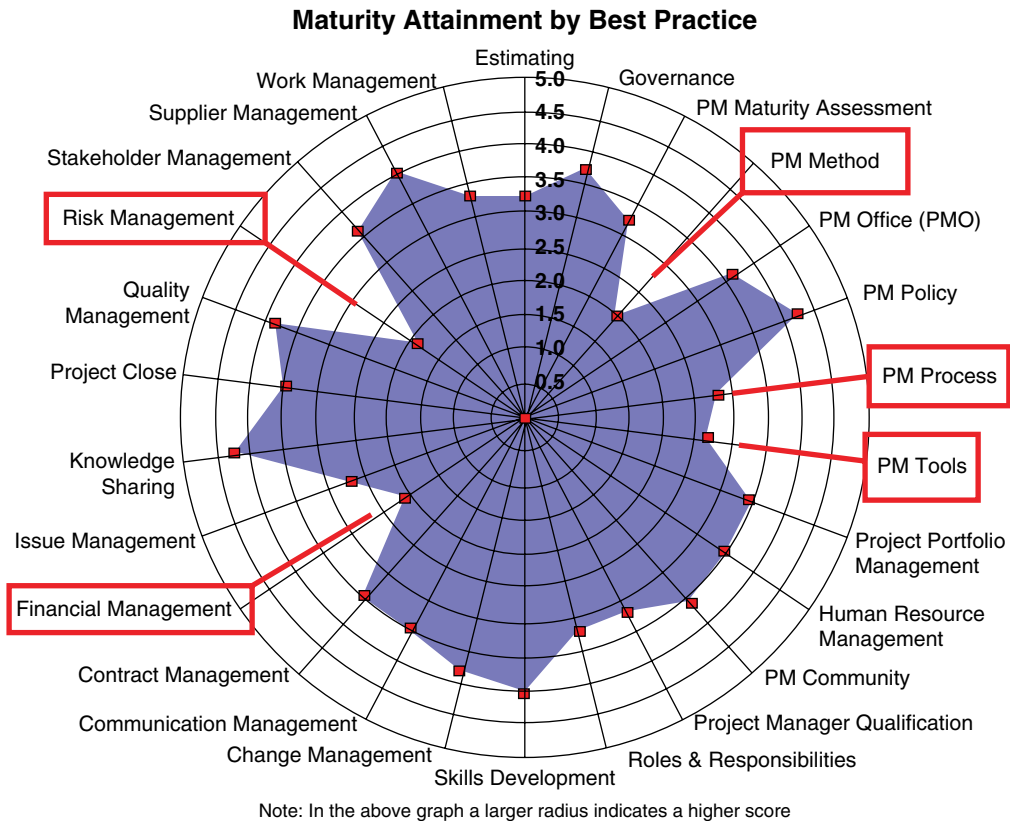 Maturity Attainment by Best Practice
Estimating
Governance
PM Maturity Assessment
PM Method
PM Office (PMO)
PM Policy
PM Process
PM Tools
Project Portfolio
Management
Human Resource
Management
PM Community
Project Manager Qualification
Roles & Responsibilities
Skills Development
Change Management
Communication Management
Contract Management
Financial Management
Issue Management
Knowledge
Sharing
Project Close
Quality
Management
Risk Management
Stakeholder Management
Supplier Management
Work Management
5.0
4.5
4.0
3.5
3.0
2.5
2.0
1.5
1.0
0.5
Note: In the above graph a larger radius indicates a higher score